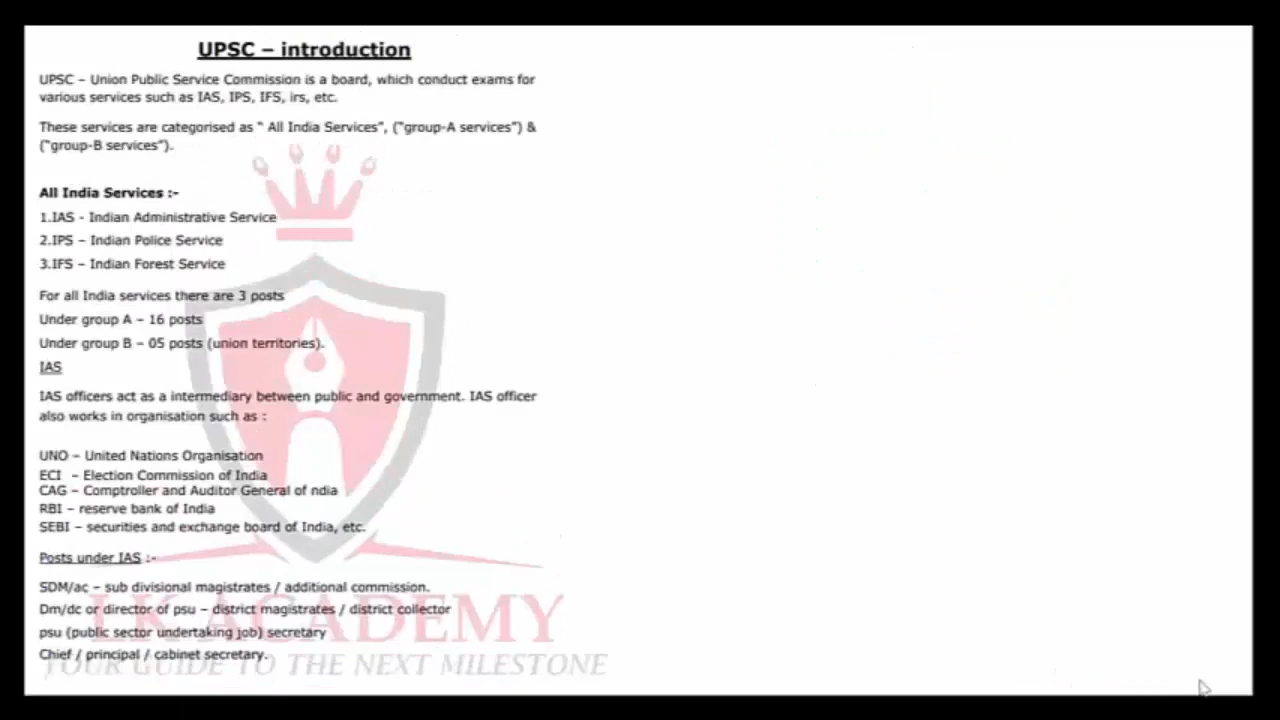 UPSC – introduction
UPSC – Union Public Service Commission is a board, which conduct exams for
various services such as IAS, IPS, IFS, irs, etc.
These services are categorised as “ All India Services”, (“group-A services”) &
(“group-B services”).
All India Services :-
1.IAS - Indian Administrative Service
2.IPS – Indian Police Service
3.IFS – Indian Forest Service
For all India services there are 3 posts
Under group A – 16 posts
Under group B – 05 posts (union territories).
IAS
IAS officers act as a intermediary between public and government. IAS officer
also works in organisation such as :
UNO – United Nations Organisation
ECI – Election Commission of India
CAG – Comptroller and Auditor General of ndia
RBI – reserve bank of India
SEBI – securities and exchange board of India, etc.
Posts under IAS :-
SDM/ac – sub divisional magistrates / additional commission.
Dm/dc or director of psu – district magistrates / district collector
psu (public sector undertaking job) secretary
Chief / principal / cabinet secretary.
LK ACADEMY
YOUR GUIDE TO THE NEXT MILESTONE